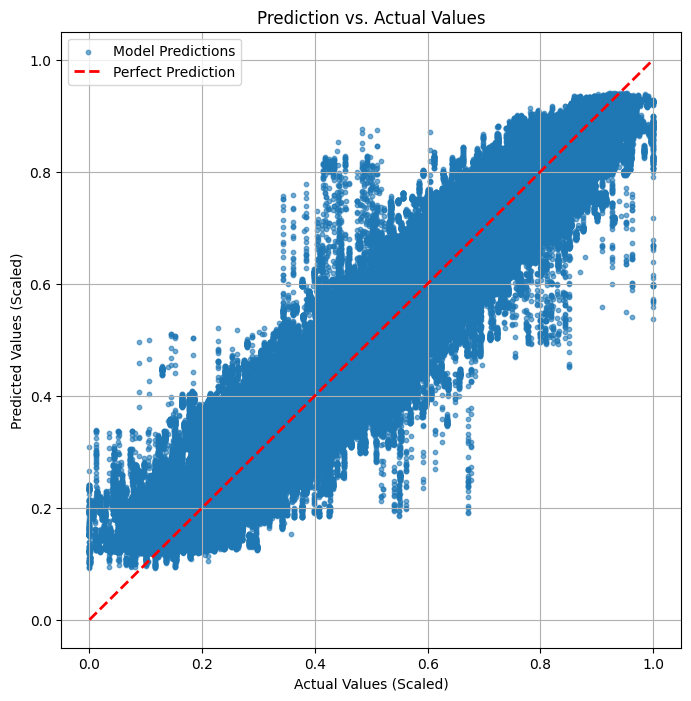 Prediction vs. Actual Values
Model Predictions
Perfect Prediction
1.0
0.8
0.6
0.4
0.2
0.0
Predicted Values (Scaled)
0.0 0.2 0.4 0.6 0.8 1.0
Actual Values (Scaled)